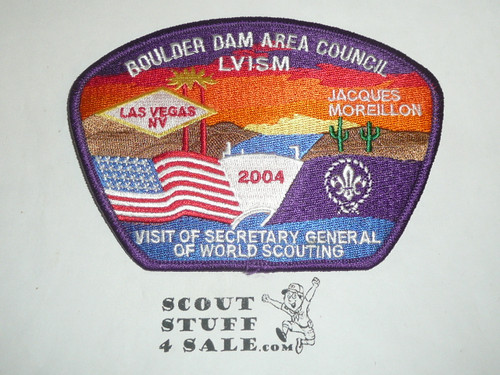 BOULDER DAM AREA COUNCIL
LVISM
LAS VEGAS
NV
JACQUES
MOREILLON
2004
VISIT OF SECRETARY GENERAL
OF WORLD SCOUTING
SCOUT
STUFF
4 SALE.com